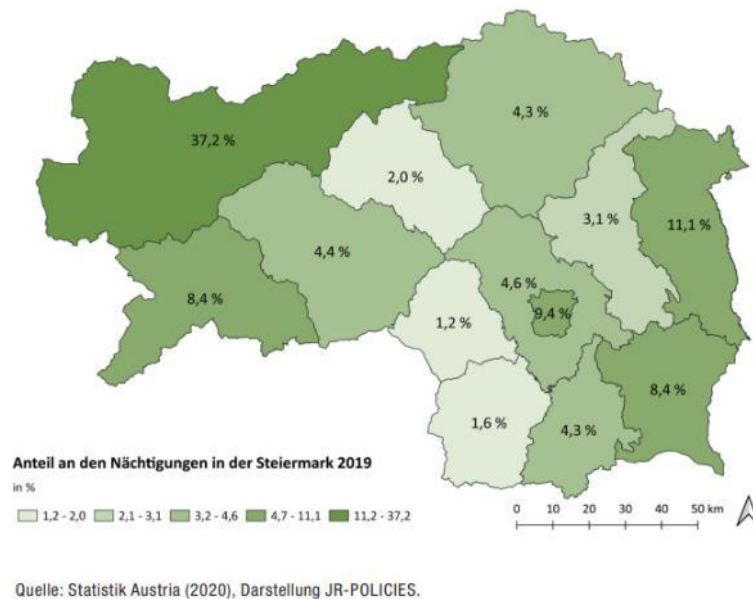 4,3 %
37,2 %
2,0 %
3,1 %
11,1 %
4,4 %
4,6 %
8,4 %
9,4 %
1,2 %
8,4 %
1,6 %
4,3 %
Anteil an den Nächtigungen in der Steiermark 2019
in %
1,2 - 2,0 2,1 - 3,1 3,2 - 4,6 4,7 - 11,1 11,2 - 37,2
0 10 20 30 40 50 km
Quelle: Statistik Austria (2020), Darstellung JR-POLICIES.